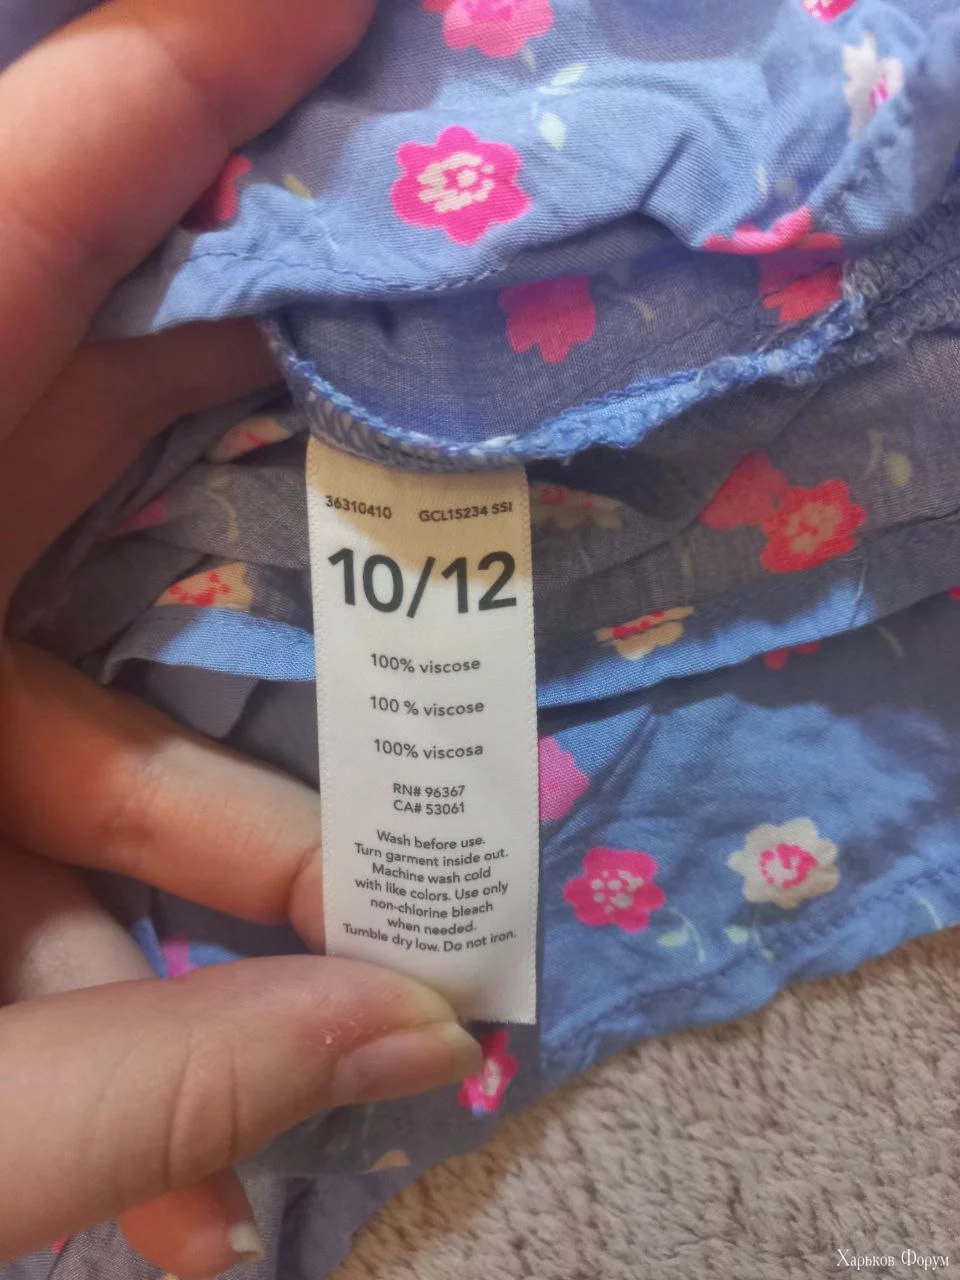 36310410 GCL15234 SSI
10/12
100% viscose
100 % viscose
100% viscosa
RN# 96367
CA# 53061
Wash before use.
Turn garment inside out.
Machine wash cold
with like colors. Use only
non-chlorine bleach
when needed.
Tumble dry low. Do not iron.
Харьков Форум